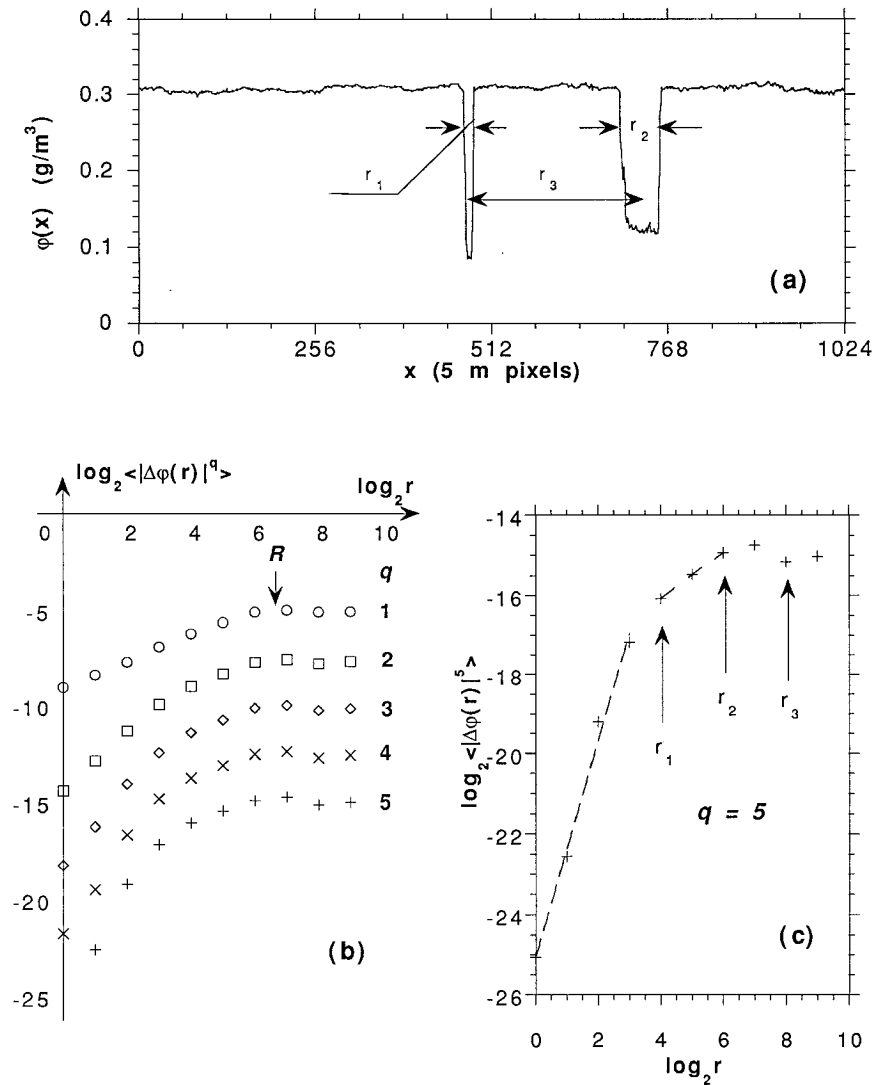 0.4
0.3
0.2
0.1
0
φ(x) (g/m³)
r₁
r₂
r₃
(a)
0 256 512 768 1024
x (5 m pixels)
log₂<|Δφ(r)|^q>
log₂r
0 2 4 6 8 10
R
q
-5
-10
-15
-20
-25
1
2
3
4
5
(b)
-14
-16
-18
-20
-22
-24
-26
log₂<|Δφ(r)|⁵>
r₁
r₂
r₃
q = 5
(c)
0 2 4 6 8 10
log₂r